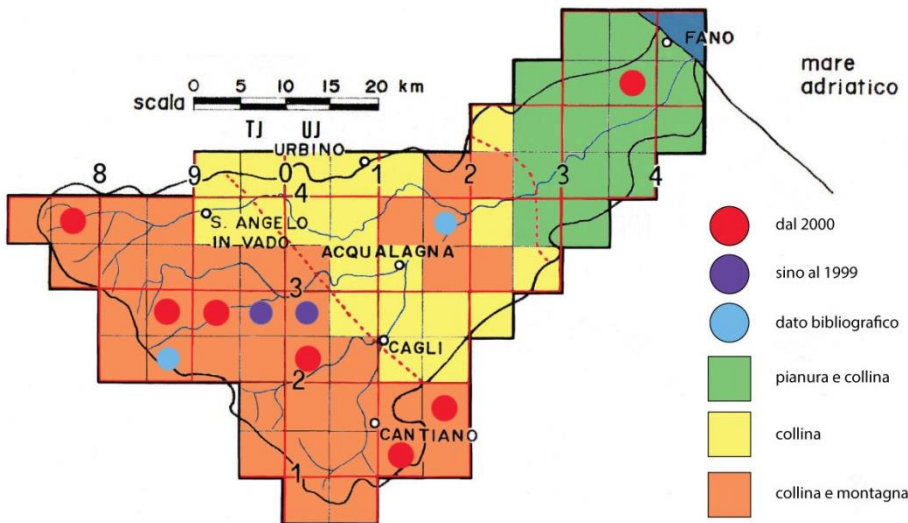 FANO
mare
adriatico
0 5 10 15 20 km
scala
TJ UJ
URBINO
8 9 0 1 2 3 4
4
S. ANGELO
IN VADO
ACQUALAGNA
3
CAGLI
2
CANTIANO
1
dal 2000
sino al 1999
dato bibliografico
pianura e collina
collina
collina e montagna